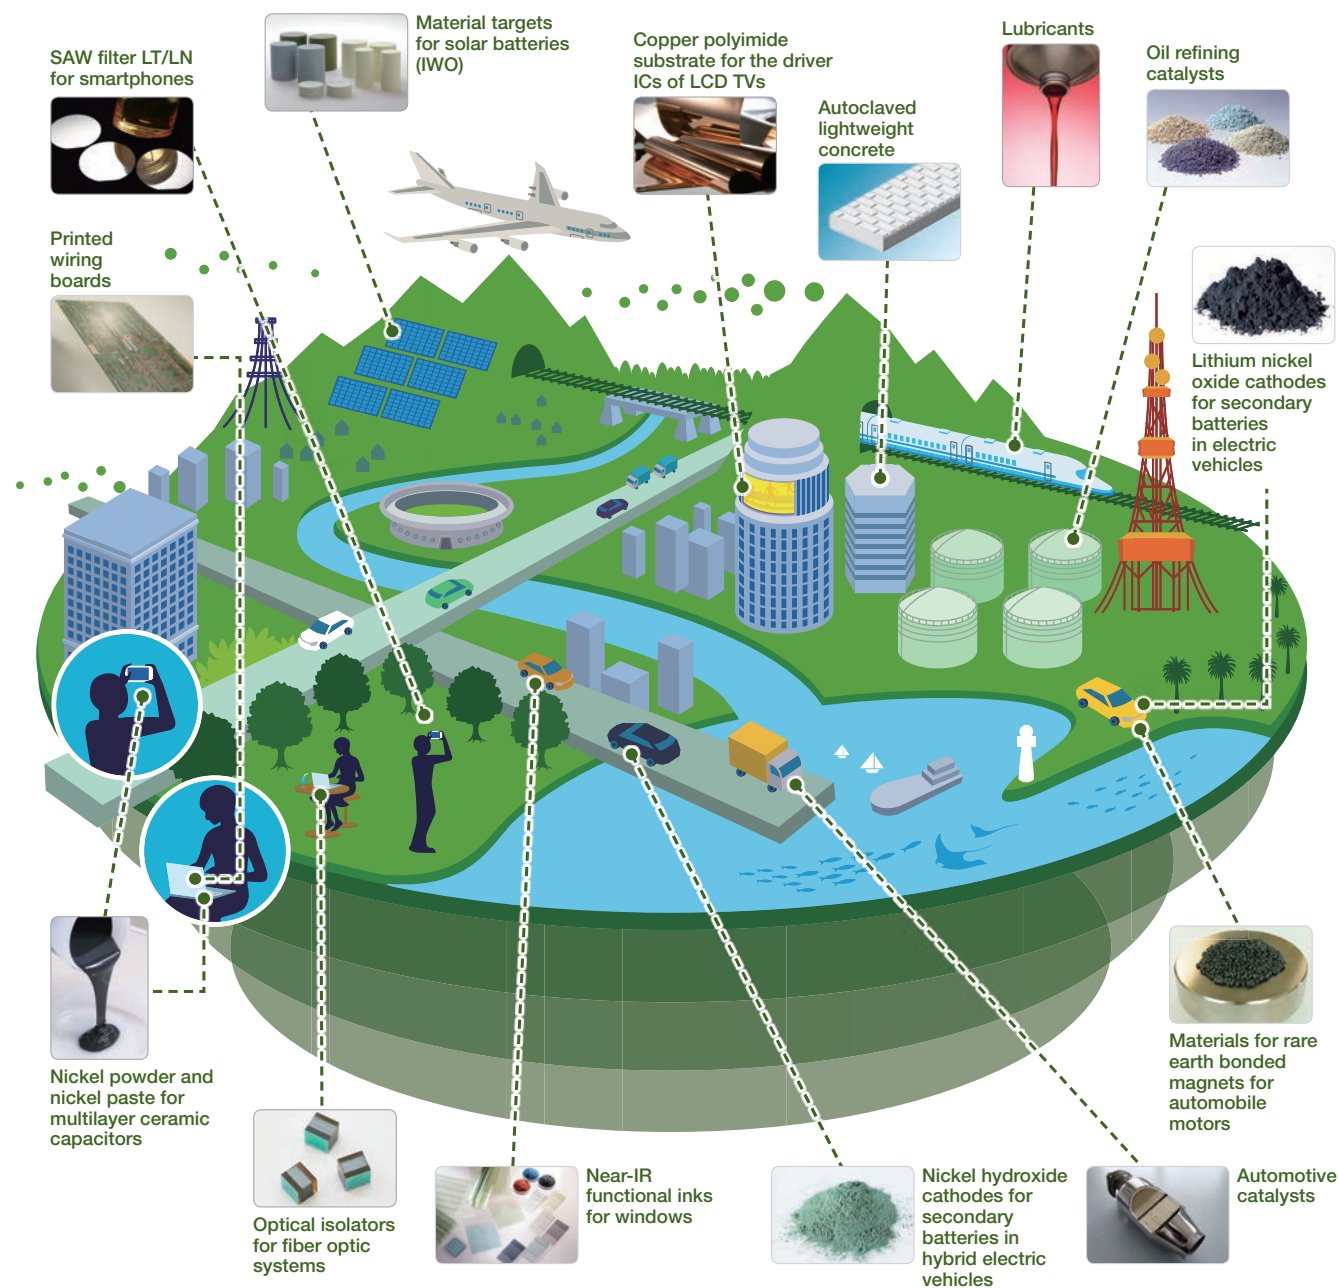 SAW filter LT/LN
for smartphones
Material targets
for solar batteries
(IWO)
Copper polyimide
substrate for the driver
ICs of LCD TVs
Autoclaved
lightweight
concrete
Lubricants
Oil refining
catalysts
Printed
wiring
boards
Lithium nickel
oxide cathodes
for secondary
batteries
in electric
vehicles
Nickel powder and
nickel paste for
multilayer ceramic
capacitors
Optical isolators
for fiber optic
systems
Near-IR
functional inks
for windows
Nickel hydroxide
cathodes for
secondary
batteries in
hybrid electric
vehicles
Automotive
catalysts
Materials for rare
earth bonded
magnets for
automobile
motors